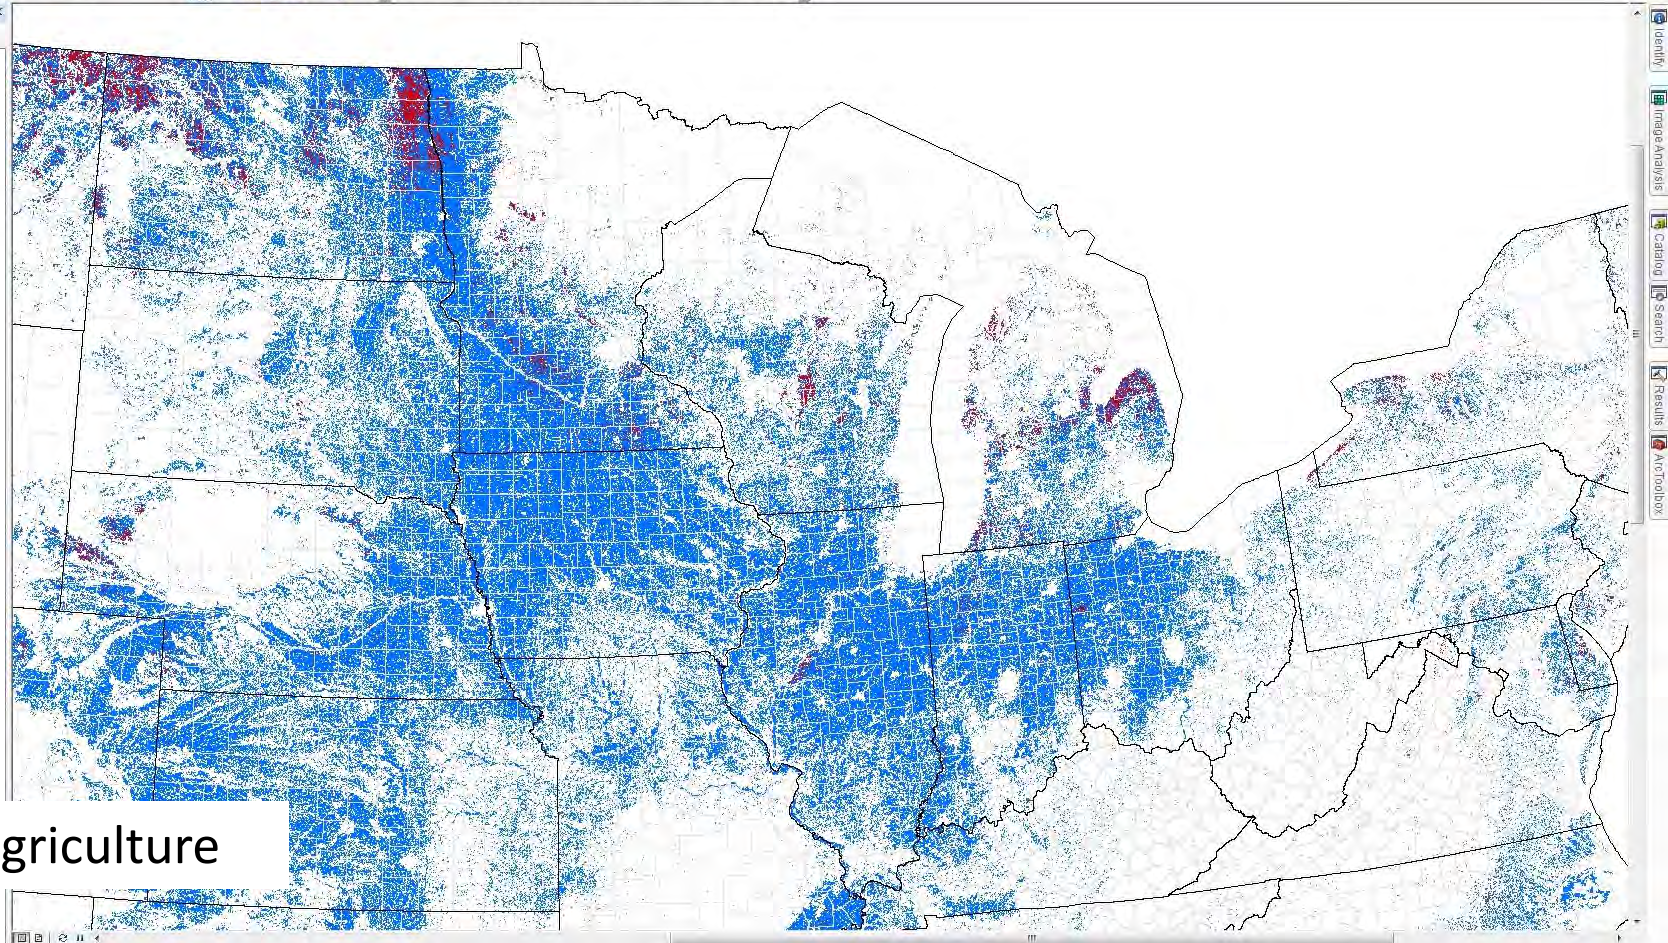 Identify
Image Analysis
Catalog
Search
Results
ArcToolbox
griculture